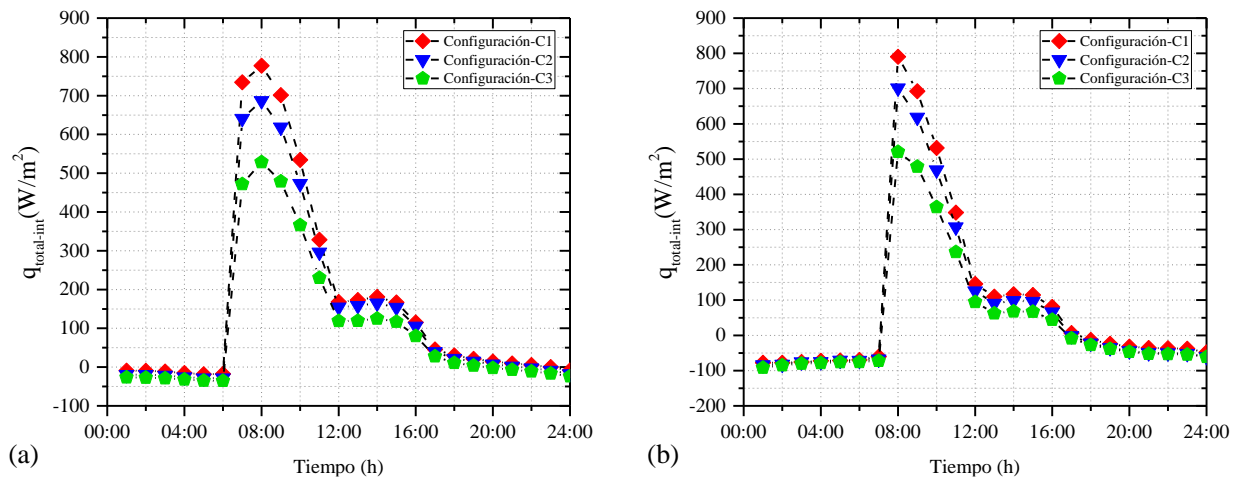 900
800
700
600
500
400
300
200
100
0
-100
q_total-int(W/m²)
Configuración-C1
Configuración-C2
Configuración-C3
00:00 04:00 08:00 12:00 16:00 20:00 24:00
Tiempo (h)
(a)
900
800
700
600
500
400
300
200
100
0
-100
-200
q_total-int(W/m²)
Configuración-C1
Configuración-C2
Configuración-C3
00:00 04:00 08:00 12:00 16:00 20:00 24:00
Tiempo (h)
(b)